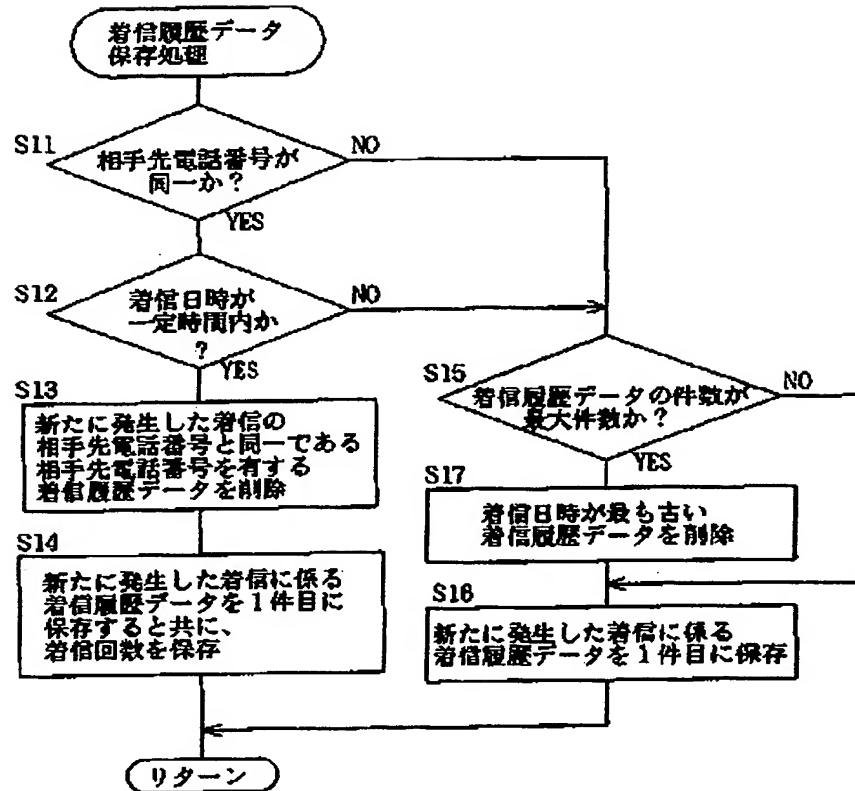 着信履歴データ
保存処理
S11
相手先電話番号が
同一か？
NO
YES
S12
着信日時が
一定時間内か
？
NO
YES
S13
新たに発生した着信の
相手先電話番号と同一である
相手先電話番号を有する
着信履歴データを削除
S14
新たに発生した着信に係る
着信履歴データを1件目に
保存すると共に、
着信回数を保存
S15
着信履歴データの件数が
最大件数か？
NO
YES
S17
着信日時が最も古い
着信履歴データを削除
S16
新たに発生した着信に係る
着信履歴データを1件目に保存
リターン